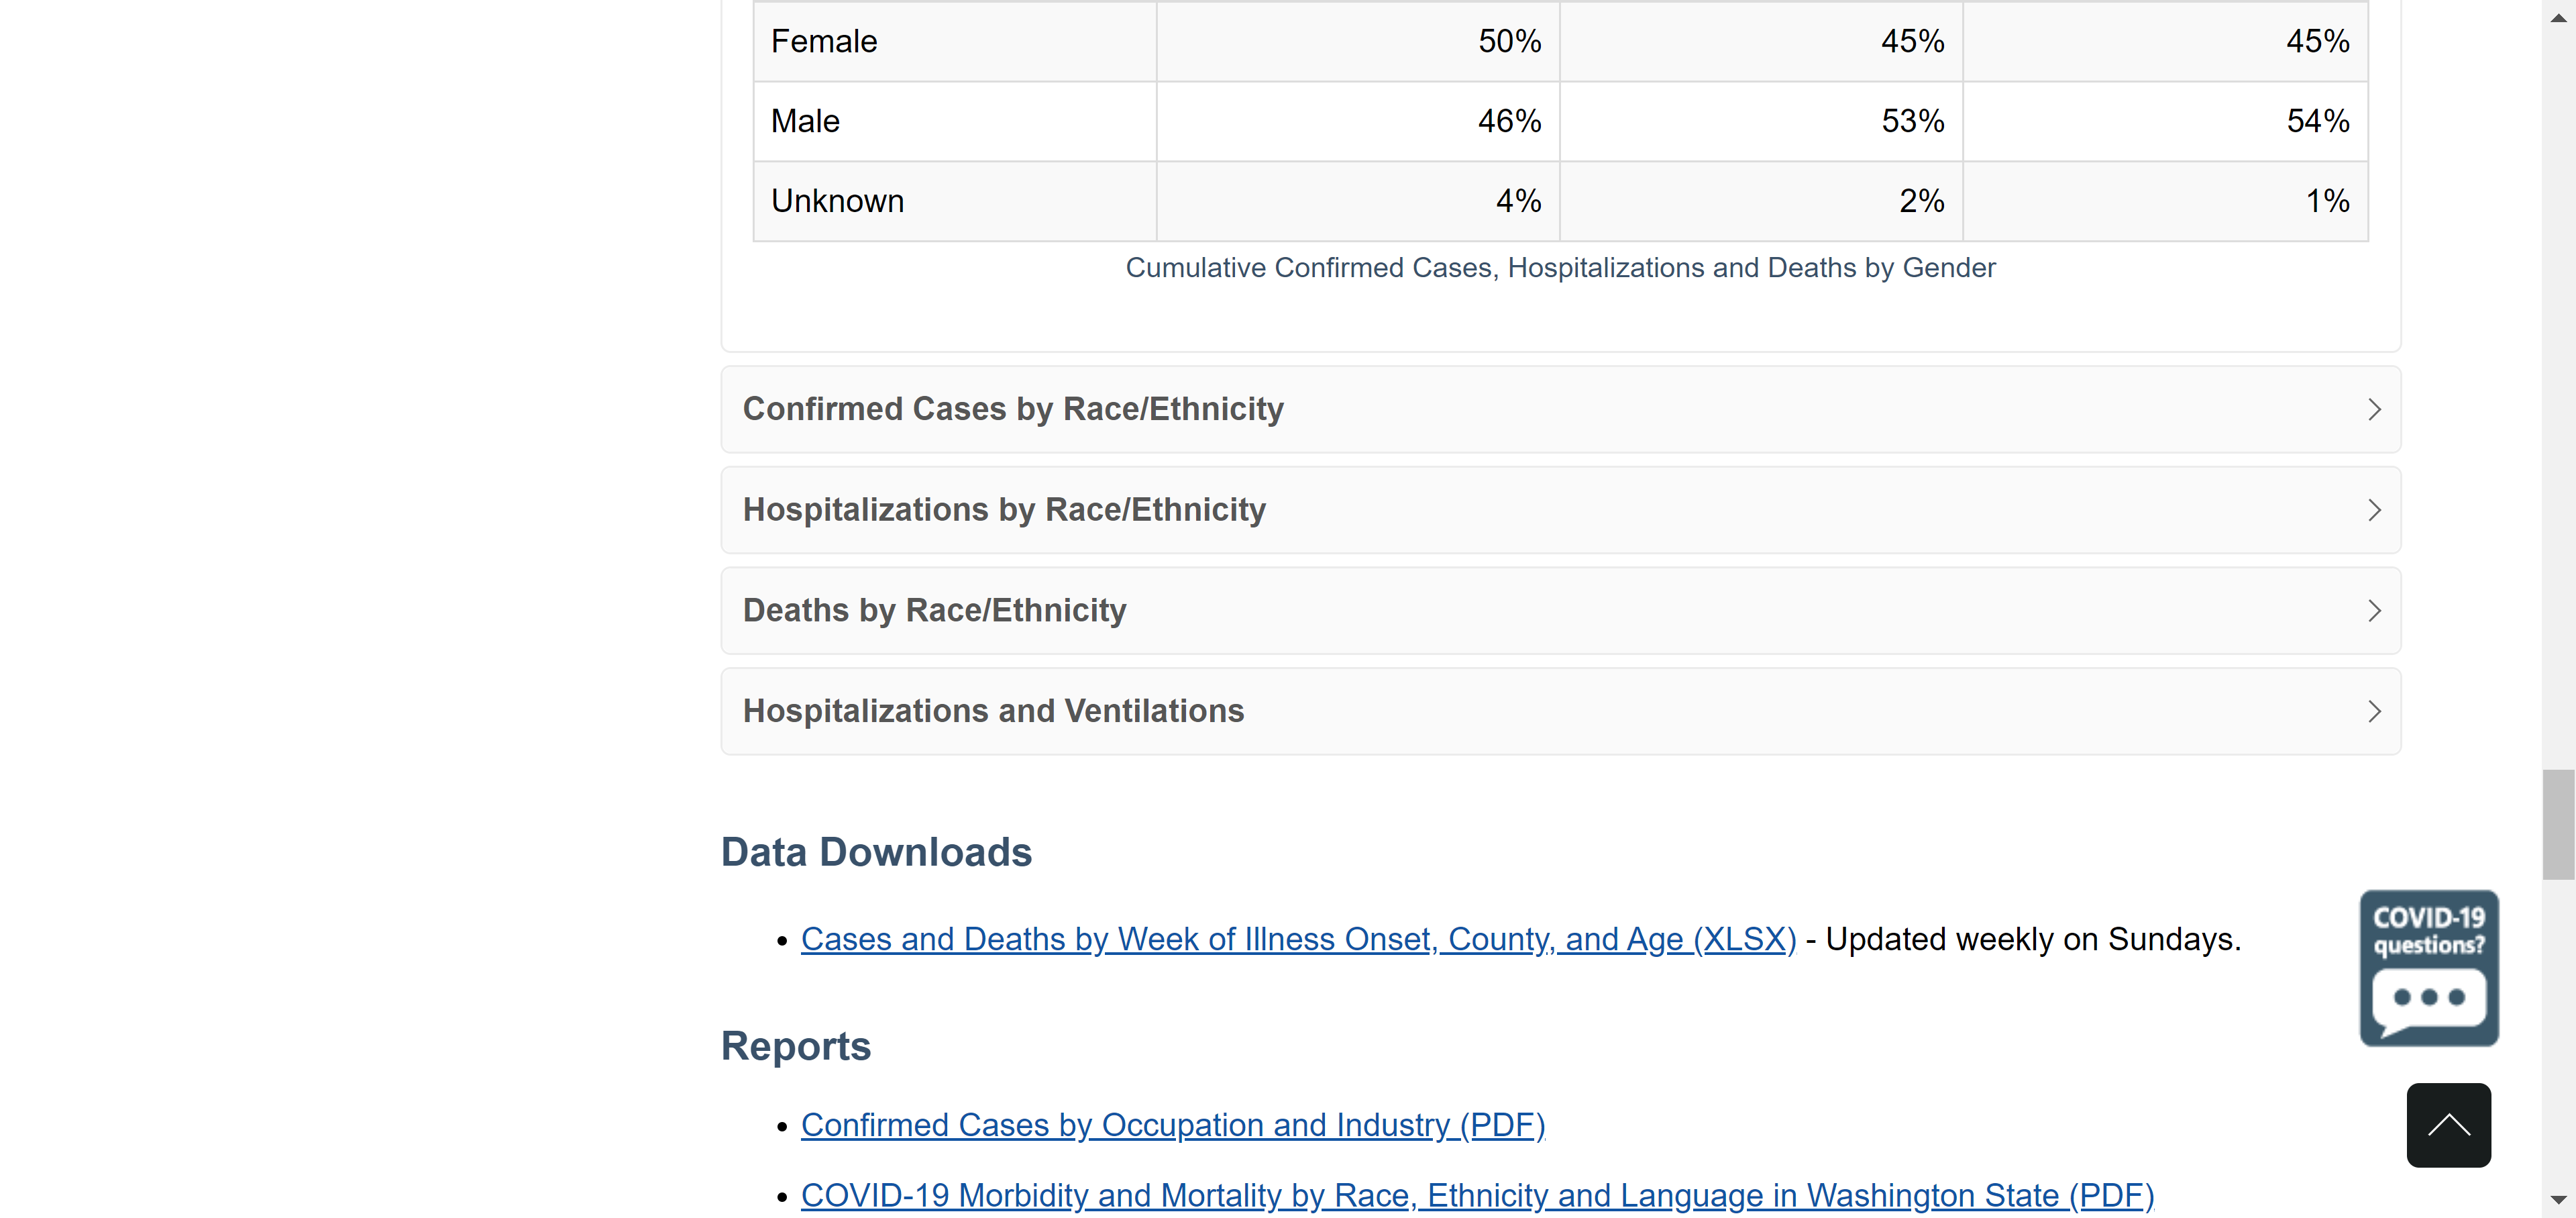 Female 50% 45% 45%
Male 46% 53% 54%
Unknown 4% 2% 1%
Cumulative Confirmed Cases, Hospitalizations and Deaths by Gender
Confirmed Cases by Race/Ethnicity
Hospitalizations by Race/Ethnicity
Deaths by Race/Ethnicity
Hospitalizations and Ventilations
Data Downloads
Cases and Deaths by Week of Illness Onset, County, and Age (XLSX) - Updated weekly on Sundays.
COVID-19
questions?
Reports
Confirmed Cases by Occupation and Industry (PDF)
COVID-19 Morbidity and Mortality by Race, Ethnicity and Language in Washington State (PDF)